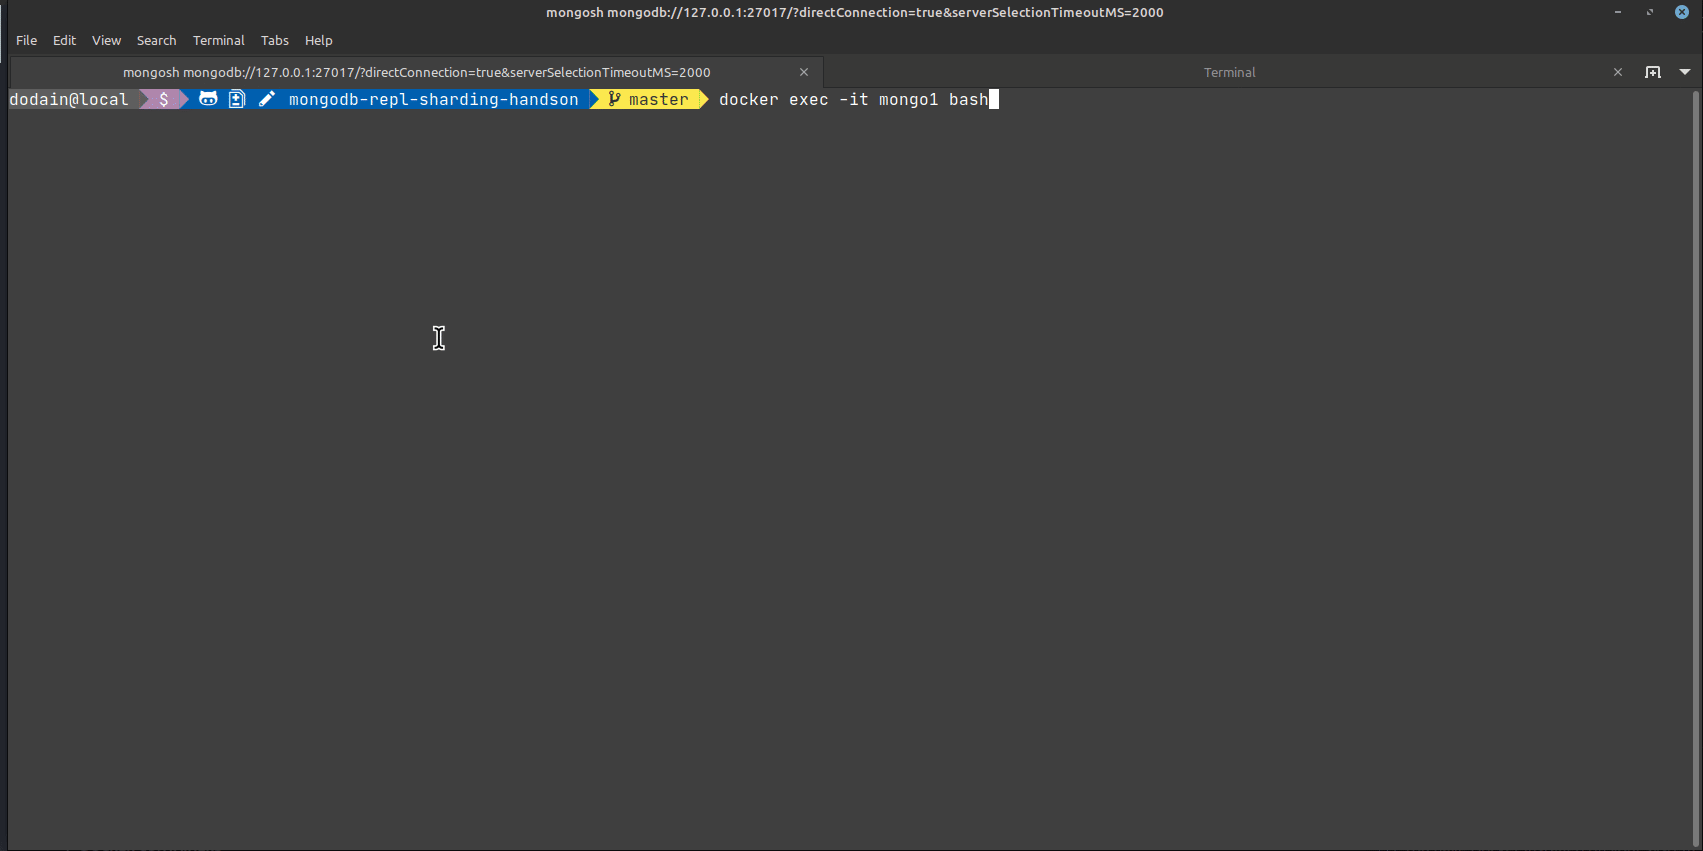 mongosh mongodb://127.0.0.1:27017/?directConnection=true&serverSelectionTimeoutMS=2000
File Edit View Search Terminal Tabs Help
mongosh mongodb://127.0.0.1:27017/?directConnection=true&serverSelectionTimeoutMS=2000 Terminal
dodain@local $ mongodb-repl-sharding-handson master docker exec -it mongo1 bash